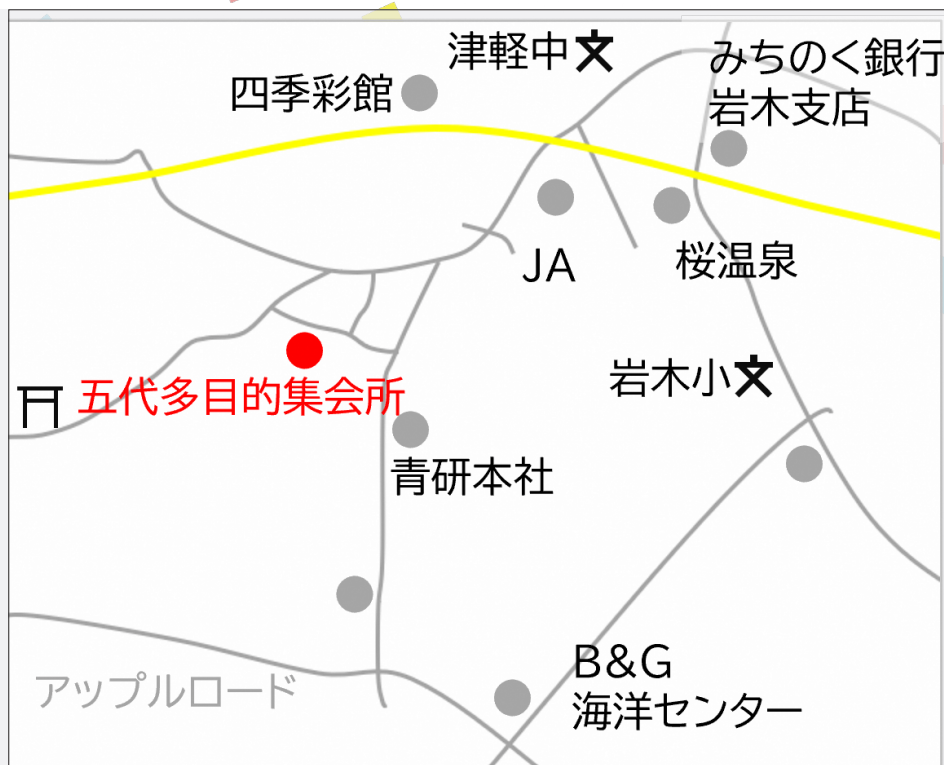 津軽中
みちのく銀行
岩木支店
四季彩館
JA
桜温泉
岩木小
五代多目的集会所
青研本社
アップルロード
B&G
海洋センター